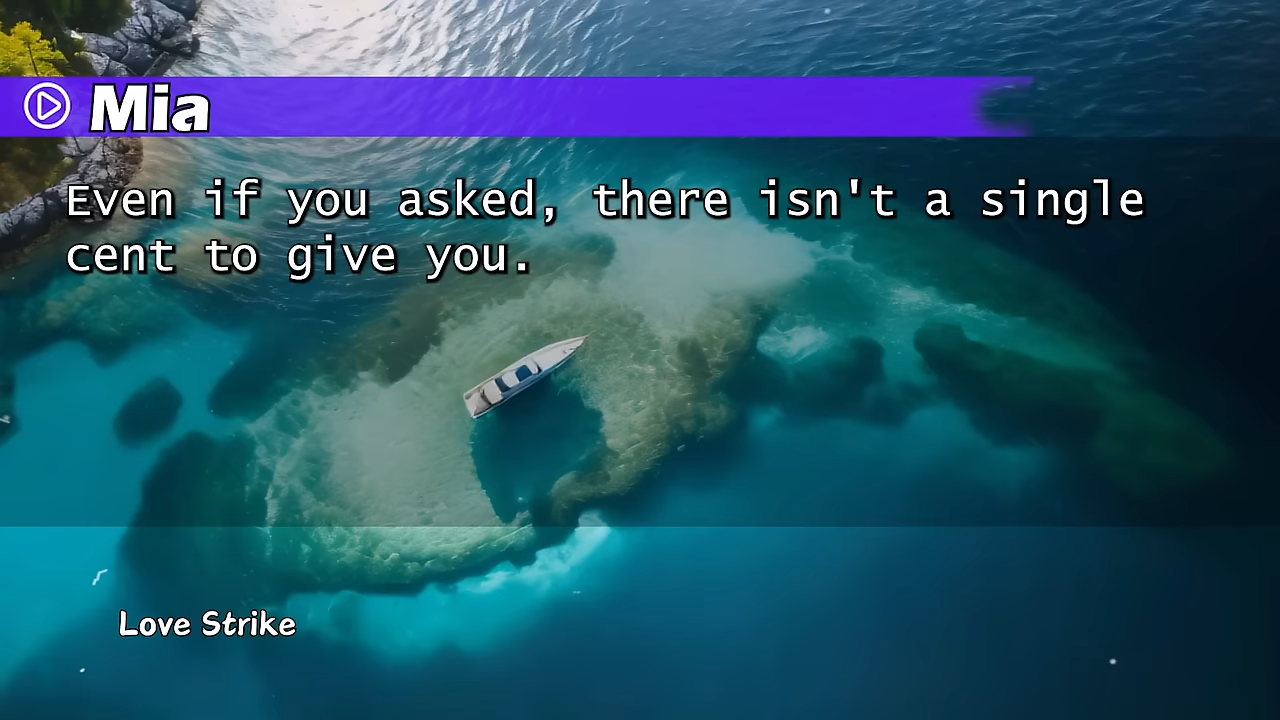 Mia
Even if you asked, there isn't a single
cent to give you.
Love Strike